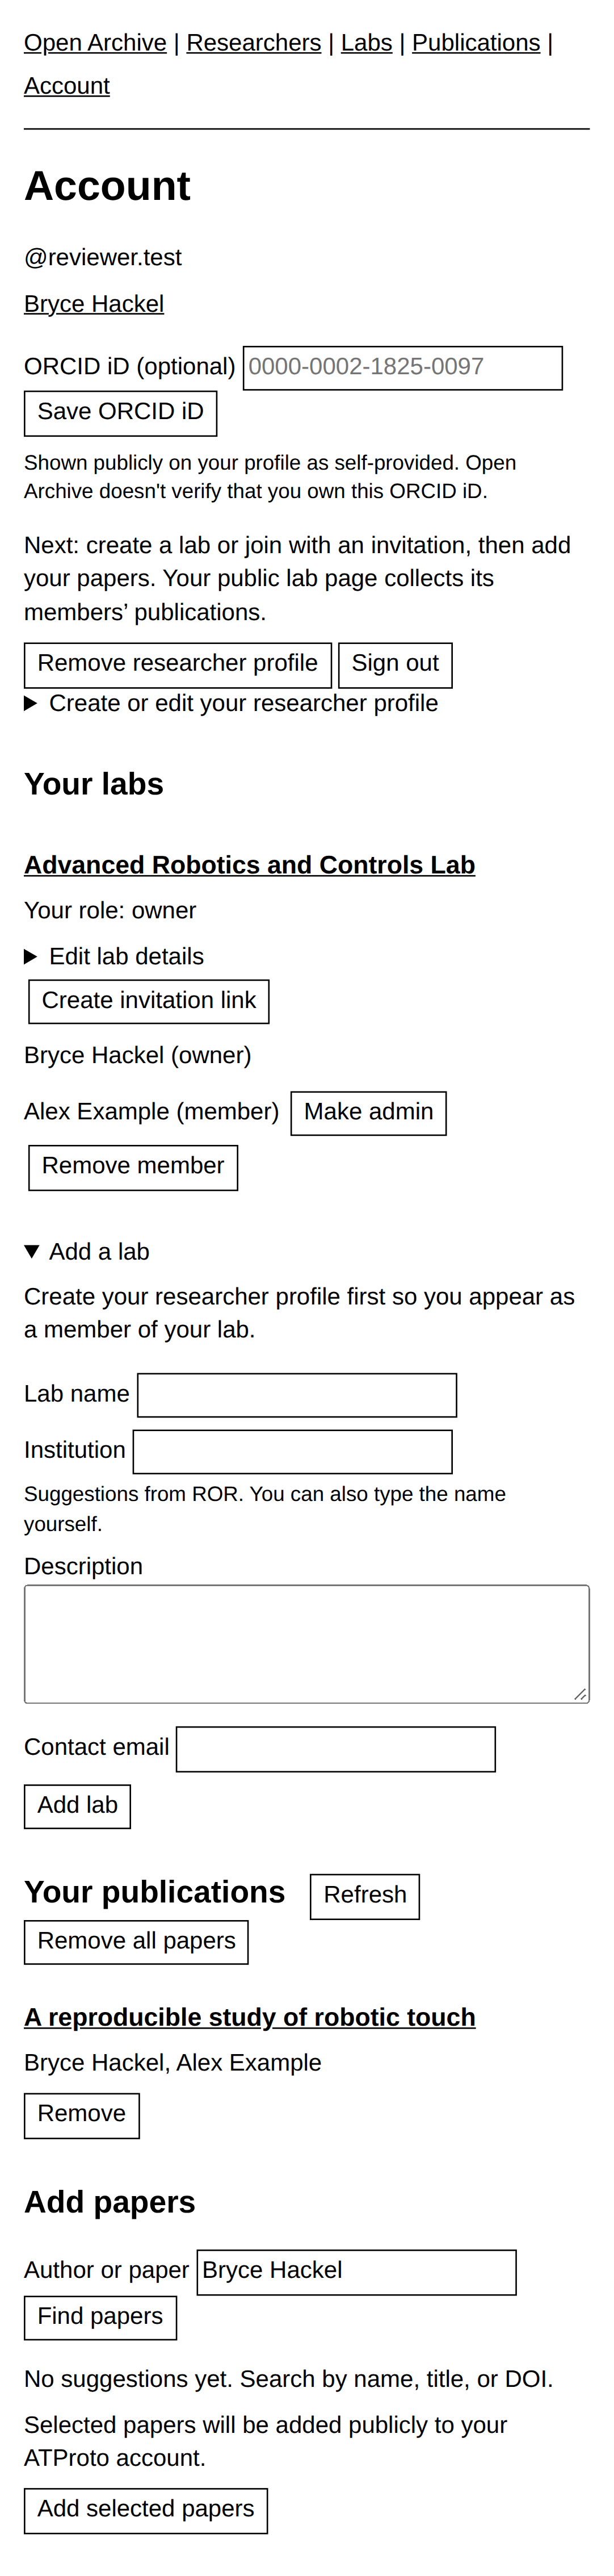 Open Archive | Researchers | Labs | Publications |
Account
Account
@reviewer.test
Bryce Hackel
ORCID iD (optional) 0000-0002-1825-0097
Save ORCID iD
Shown publicly on your profile as self-provided. Open
Archive doesn't verify that you own this ORCID iD.
Next: create a lab or join with an invitation, then add
your papers. Your public lab page collects its
members’ publications.
Remove researcher profile Sign out
Create or edit your researcher profile
Your labs
Advanced Robotics and Controls Lab
Your role: owner
Edit lab details
Create invitation link
Bryce Hackel (owner)
Alex Example (member) Make admin
Remove member
Add a lab
Create your researcher profile first so you appear as
a member of your lab.
Lab name
Institution
Suggestions from ROR. You can also type the name
yourself.
Description
Contact email
Add lab
Your publications Refresh
Remove all papers
A reproducible study of robotic touch
Bryce Hackel, Alex Example
Remove
Add papers
Author or paper Bryce Hackel
Find papers
No suggestions yet. Search by name, title, or DOI.
Selected papers will be added publicly to your
ATProto account.
Add selected papers